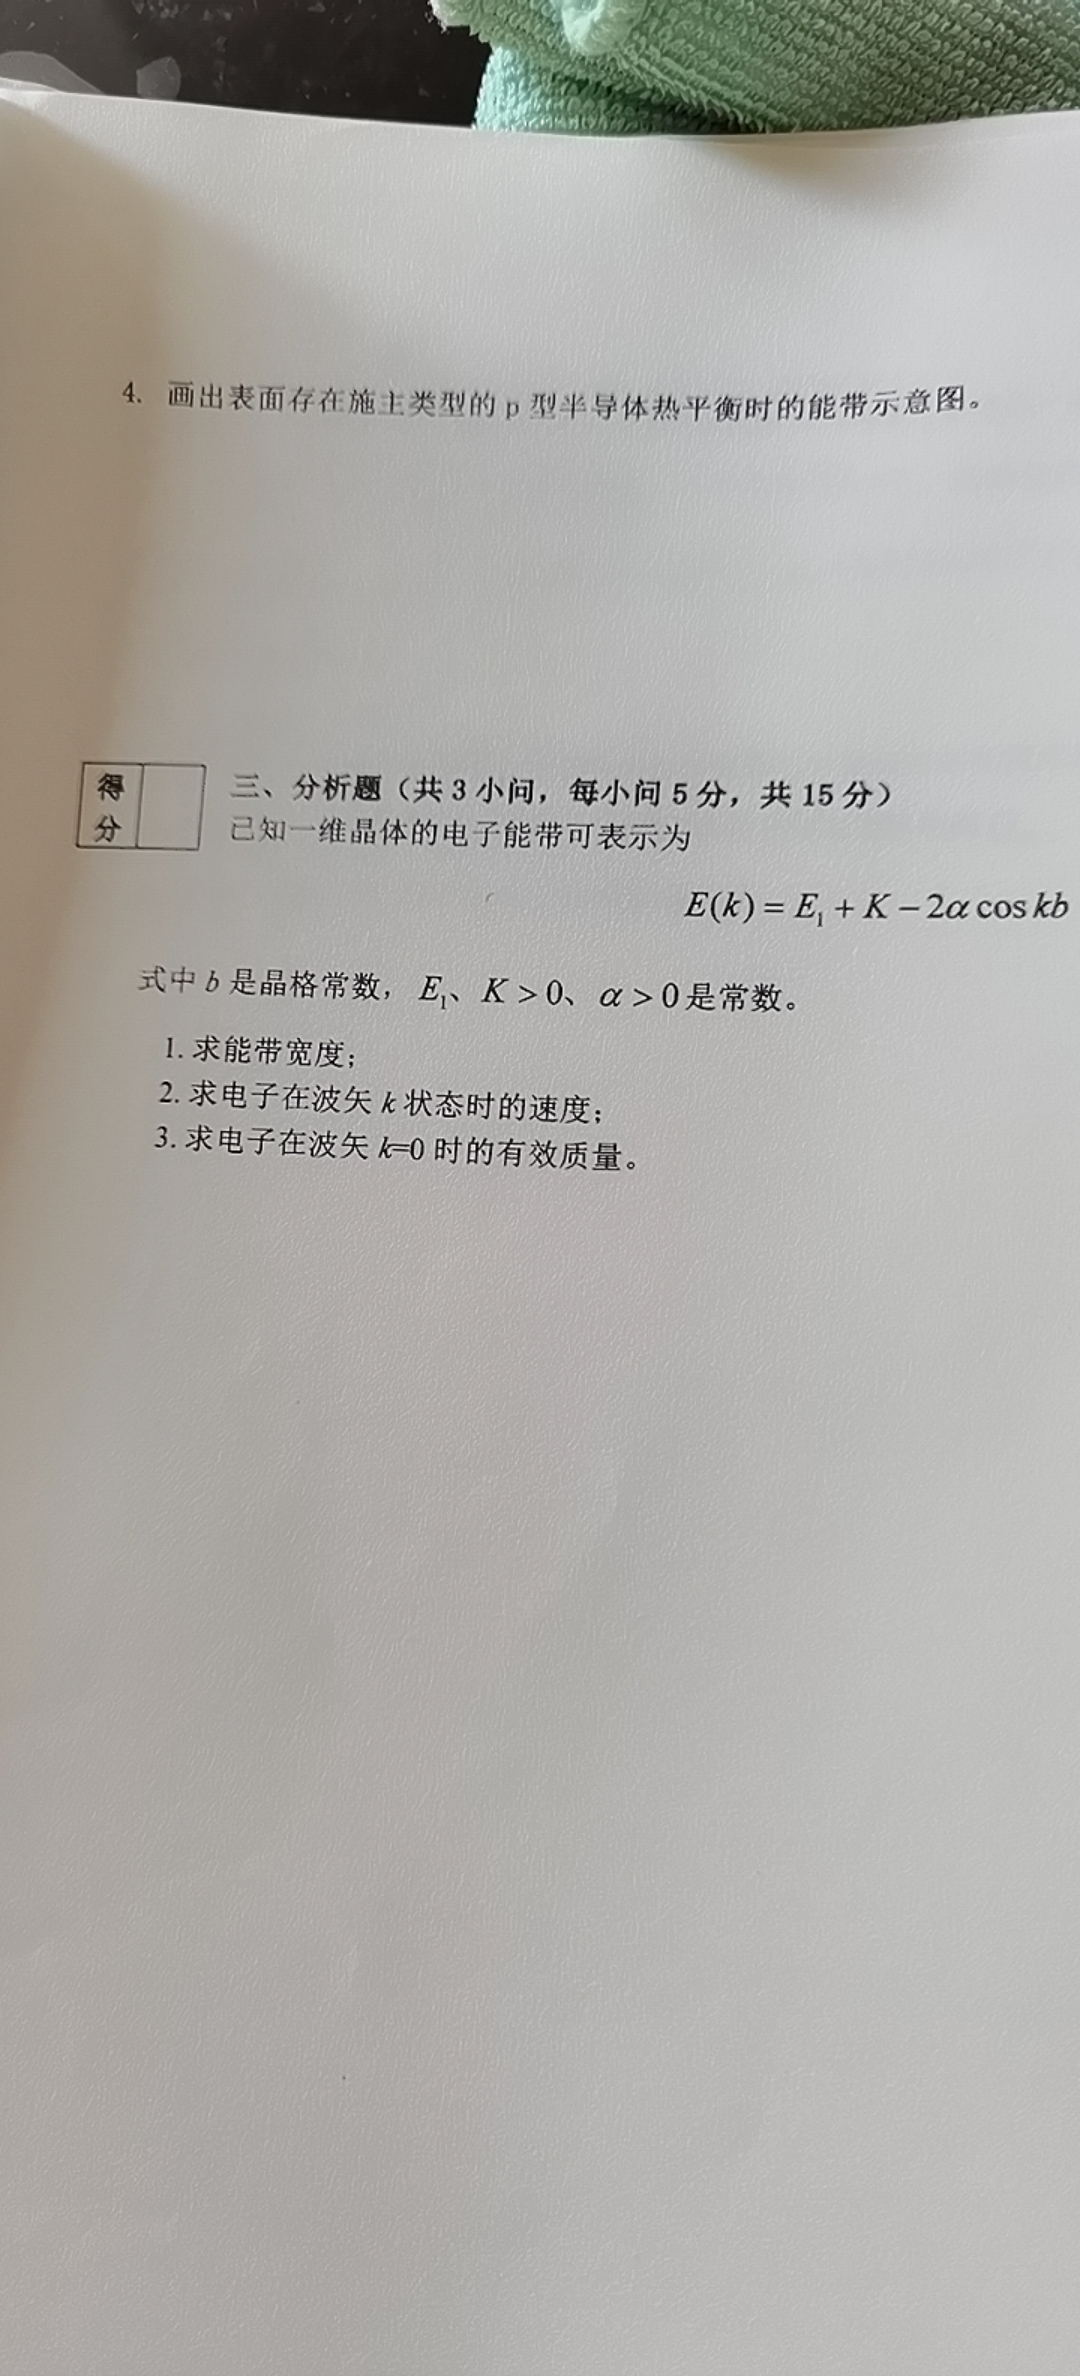 4. 画出表面存在施主类型的 p 型半导体热平衡时的能带示意图。
得分
三、分析题（共 3 小问，每小问 5 分，共 15 分）
已知一维晶体的电子能带可表示为
E(k) = E₁ + K − 2α cos kb
式中 b 是晶格常数， E₁、 K > 0、 α > 0 是常数。
1. 求能带宽度；
2. 求电子在波矢 k 状态时的速度；
3. 求电子在波矢 k=0 时的有效质量。